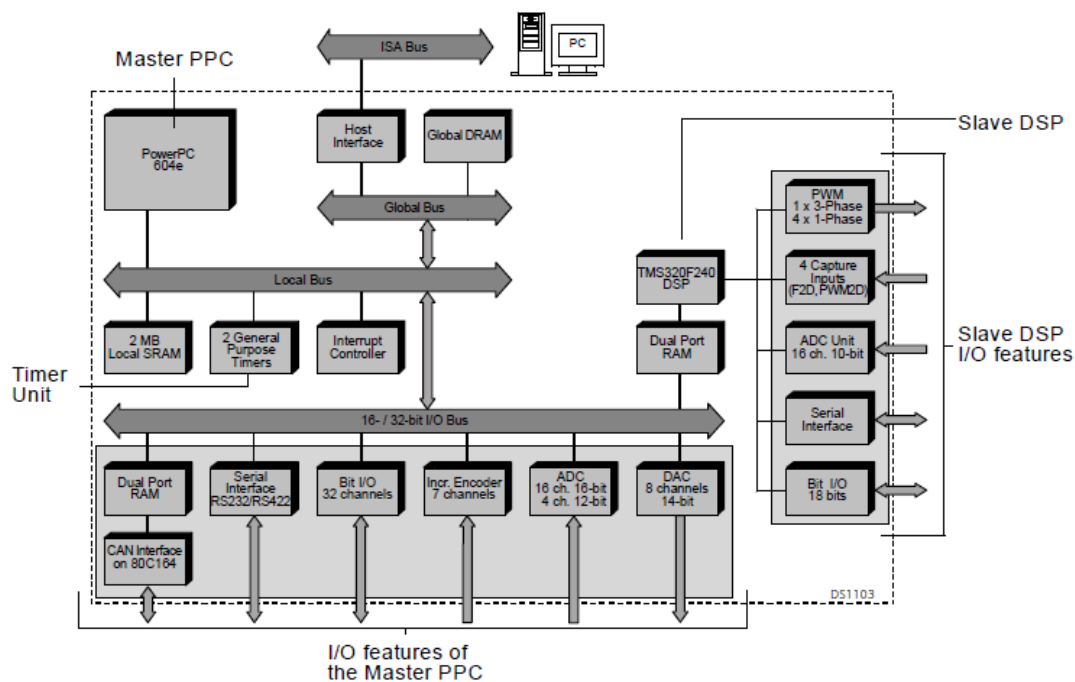 ISA Bus
PC
Master PPC
Slave DSP
PowerPC
604e
Host
Interface
Global DRAM
Global Bus
PWM
1 x 3-Phase
4 x 1-Phase
Local Bus
TMS320F240
DSP
4 Capture
Inputs
(F2D,PWM2D)
2 MB
Local SRAM
2 General
Purpose
Timers
Interrupt
Controller
Dual Port
RAM
ADC Unit
16 ch. 10-bit
Slave DSP
I/O features
Timer
Unit
16- / 32-bit I/O Bus
Serial
Interface
Dual Port
RAM
Serial
Interface
RS232/RS422
Bit I/O
32 channels
Incr. Encoder
7 channels
ADC
16 ch. 16-bit
4 ch. 12-bit
DAC
8 channels
14-bit
Bit I/O
18 bits
CAN Interface
on 80C164
DS1103
I/O features of
the Master PPC